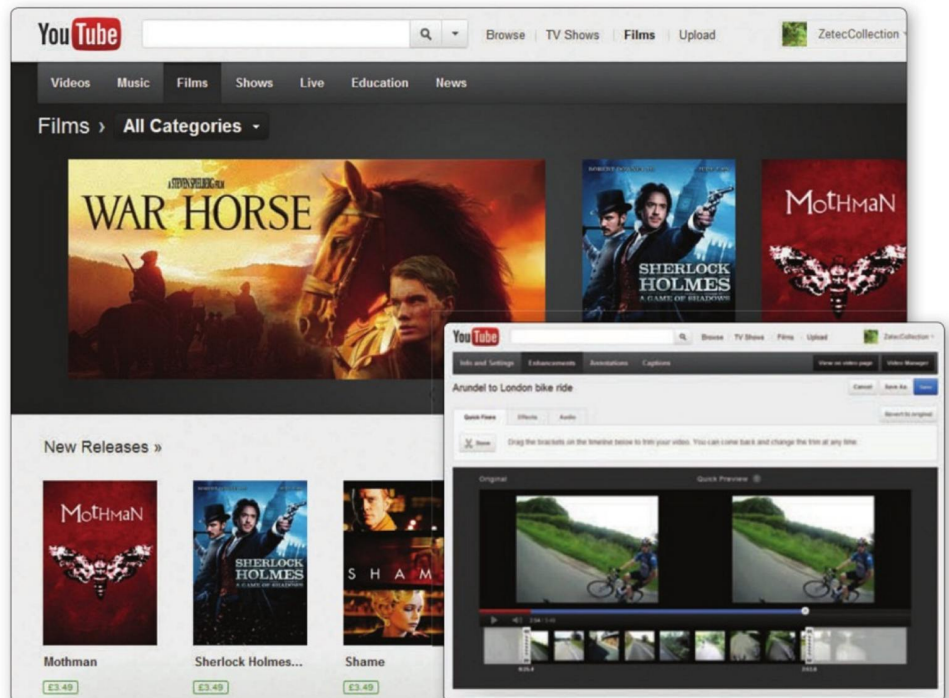 YouTube
Browse TV Shows Films Upload
ZetecCollection
Videos Music Films Shows Live Education News
Films › All Categories
A STEVEN SPIELBERG FILM
WAR HORSE
SHERLOCK
HOLMES
A GAME OF SHADOWS
MOTHMAN
New Releases »
MOTHMAN
SHERLOCK
HOLMES
A GAME OF SHADOWS
SHAM
Mothman
Sherlock Holmes...
Shame
£3.49
£3.49
£3.49
YouTube
Browse TV Shows Films Upload
ZetecCollection
Info and Settings Enhancements Annotations Captions
View on video page Video Manager
Arundel to London bike ride
Cancel Save As Save
Quick Fixes Effects Audio
Revert to original
Done
Drag the brackets on the timeline below to trim your video. You can come back and change the trim at any time.
Original
Quick Preview